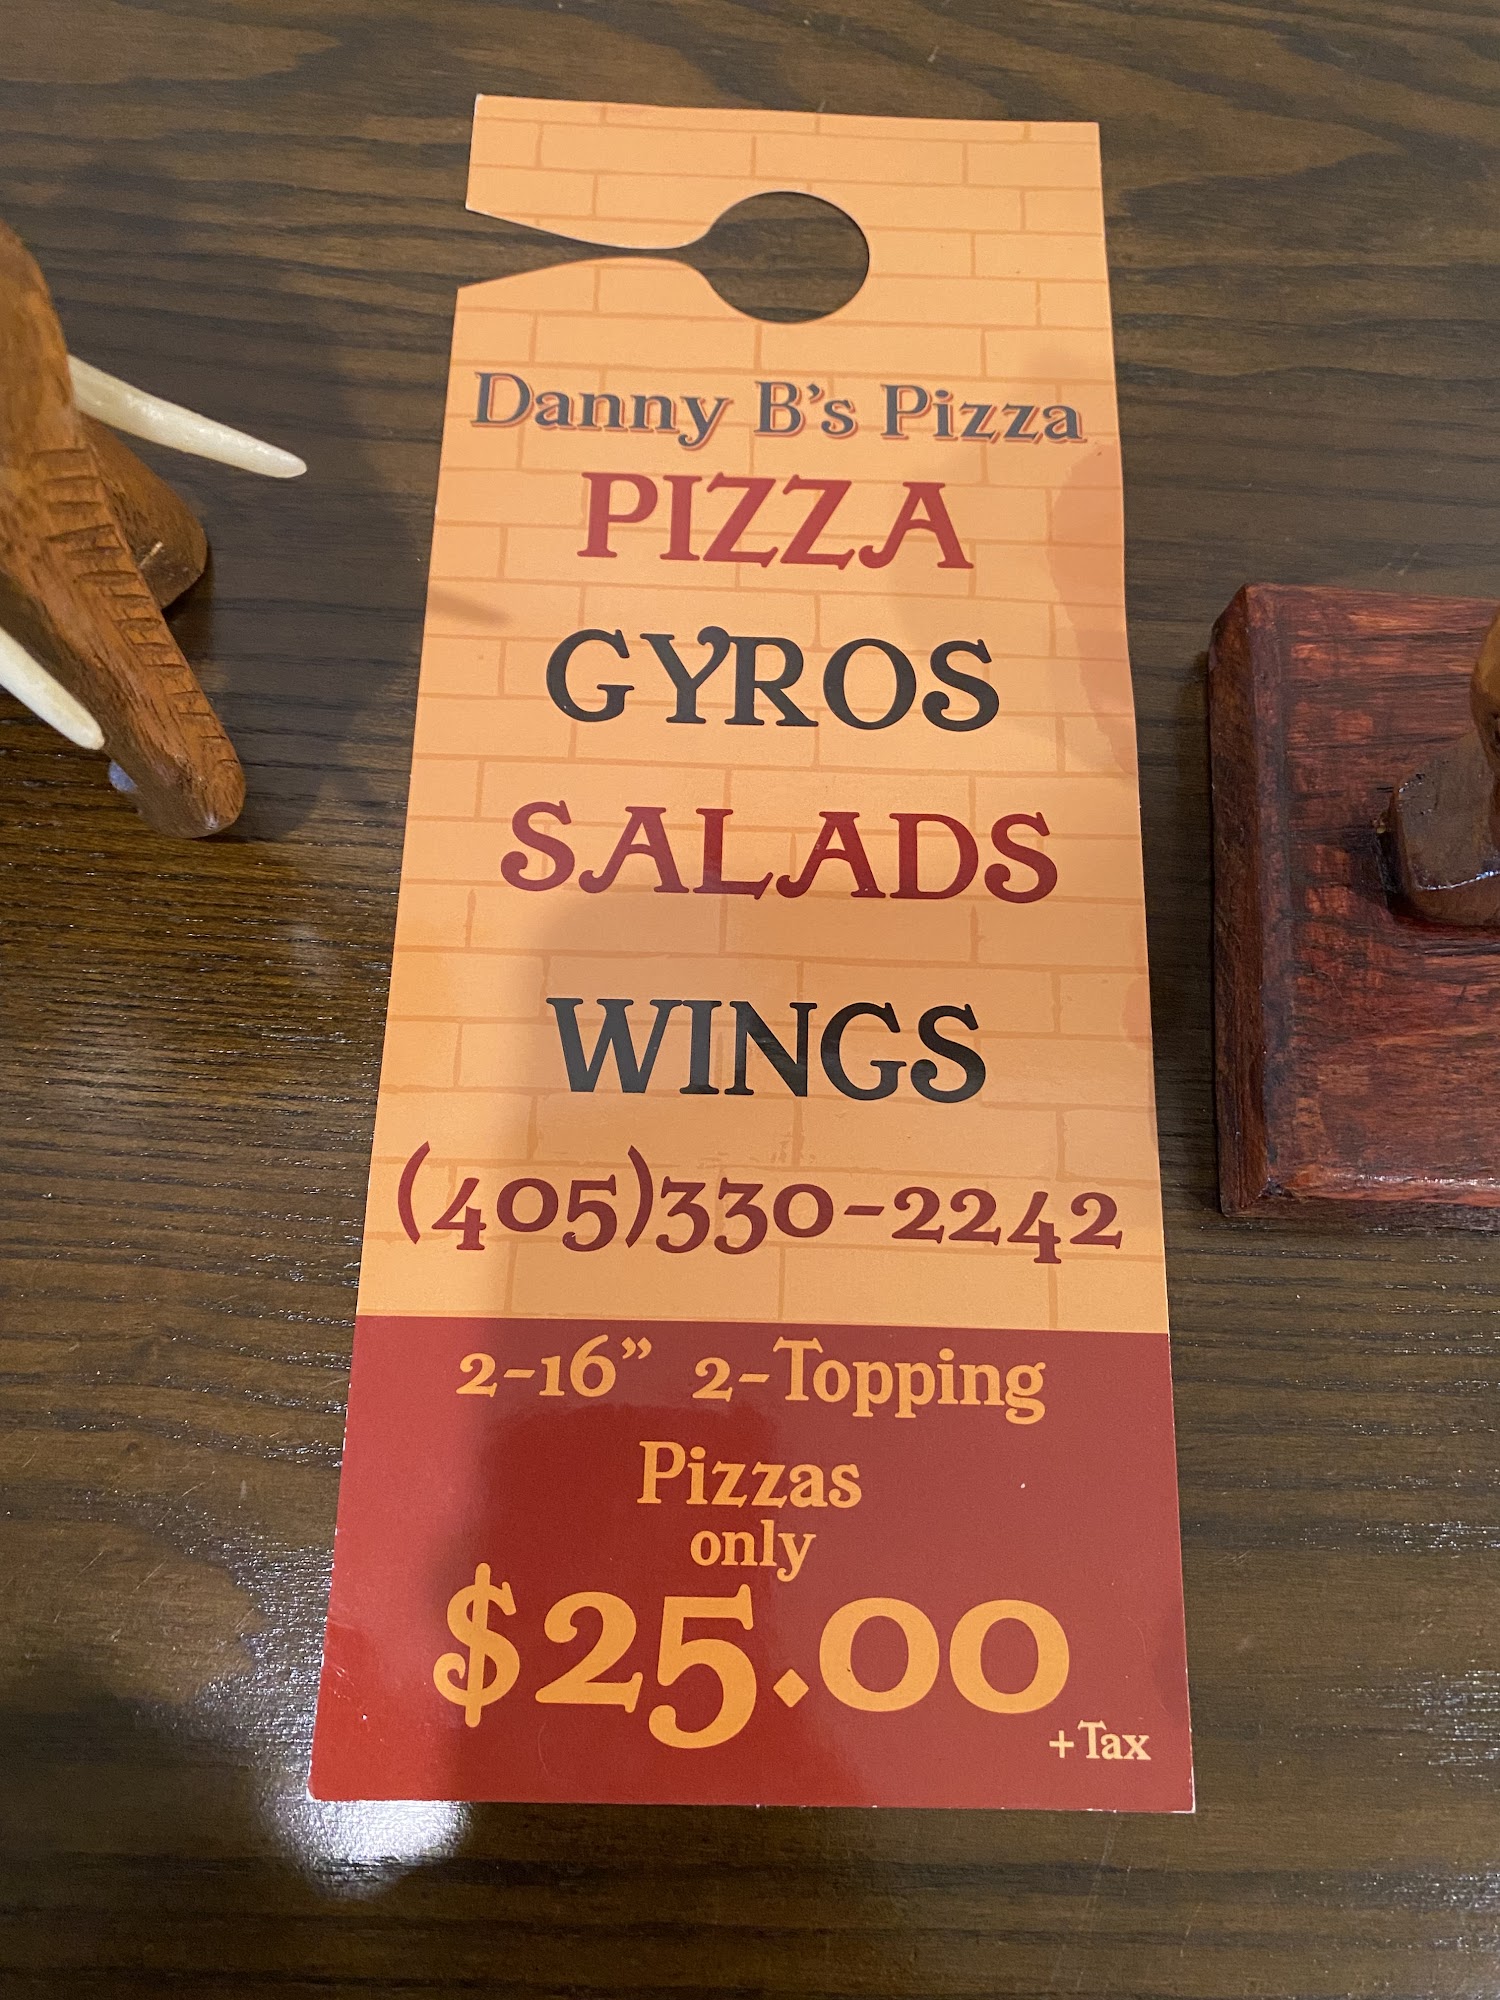 Danny B's Pizza
PIZZA
GYROS
SALADS
WINGS
(405)330-2242
2-16” 2-Topping
Pizzas
only
$25.00
+Tax